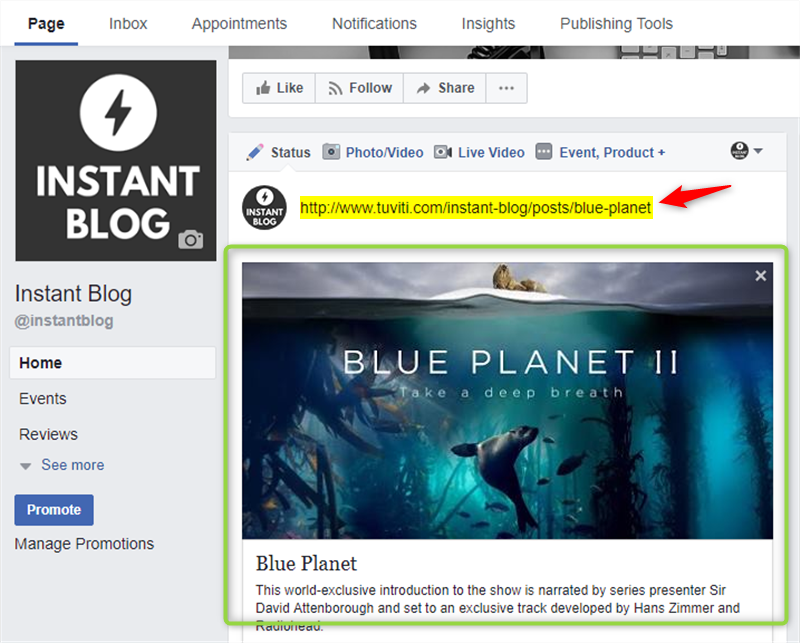 Page Inbox Appointments Notifications Insights Publishing Tools
INSTANT
BLOG
Instant Blog
@instantblog
Home
Events
Reviews
See more
Promote
Manage Promotions
Like Follow Share ...
Status Photo/Video Live Video Event, Product +
INSTANT
BLOG
http://www.tuviti.com/instant-blog/posts/blue-planet
BLUE PLANET II
Take a deep breath
Blue Planet
This world-exclusive introduction to the show is narrated by series presenter Sir
David Attenborough and set to an exclusive track developed by Hans Zimmer and
Radiohead.